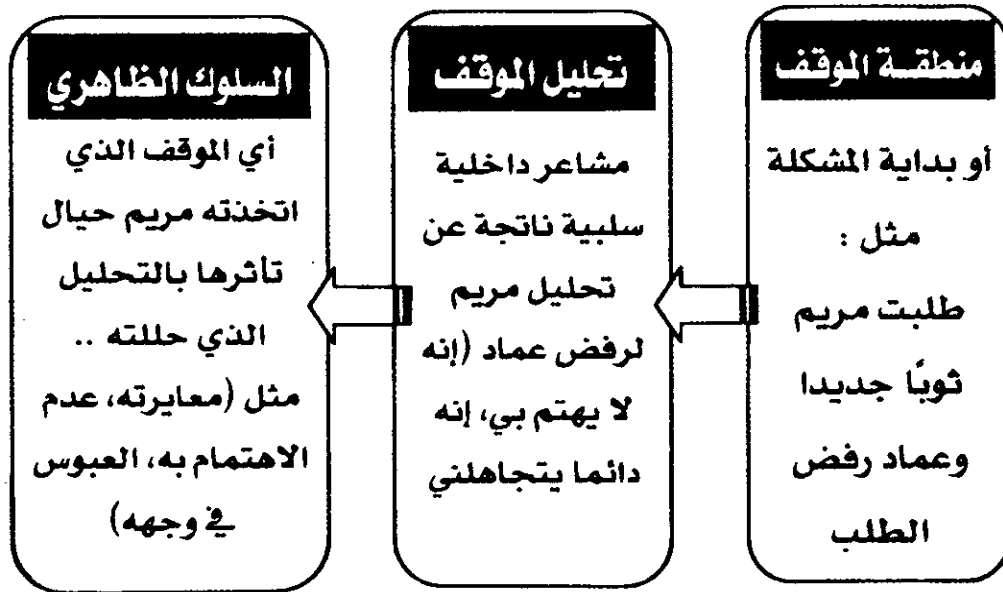 منطقة الموقف
أو بداية المشكلة
مثل :
طلبت مريم
ثوبًا جديدا
وعماد رفض
الطلب
تحليل الموقف
مشاعر داخلية
سلبية ناتجة عن
تحليل مريم
لرفض عماد (إنه
لا يهتم بي، إنه
دائما يتجاهلني
السلوك الظاهري
أي الموقف الذي
اتخذته مريم حيال
تأثرها بالتحليل
الذي حللته ..
مثل (معايرته، عدم
الاهتمام به، العبوس
في وجهه)